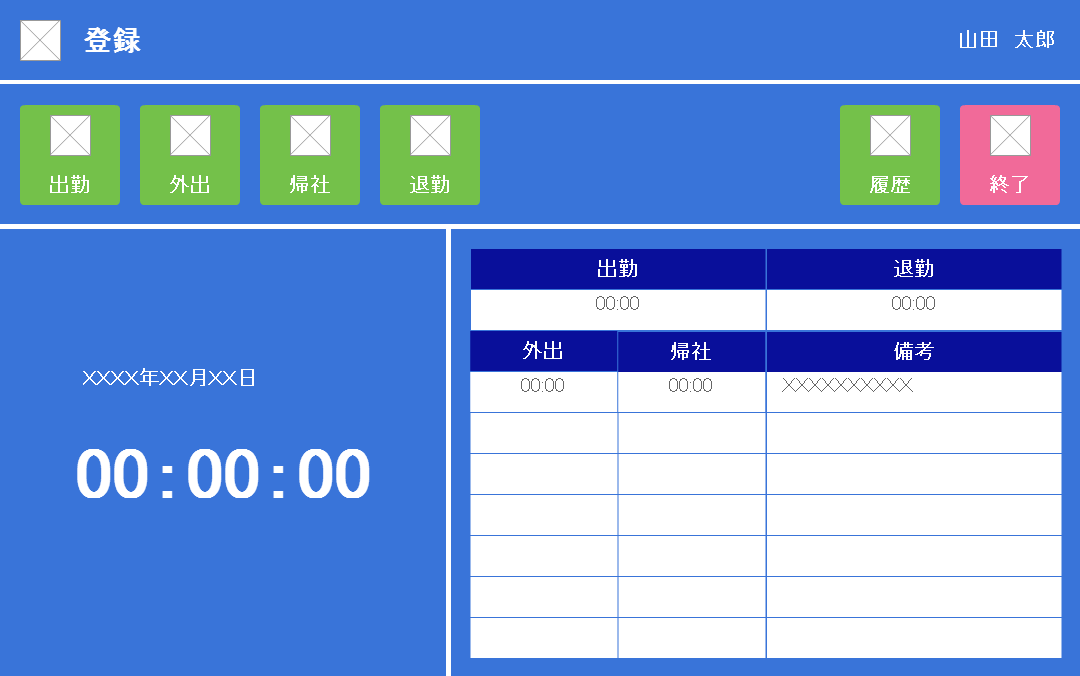 登録
山田 太郎
出勤 外出 帰社 退勤 履歴 終了
XXXX年XX月XX日
00:00:00
出勤 退勤
00:00 00:00
外出 帰社 備考
00:00 00:00 XXXXXXXXXX